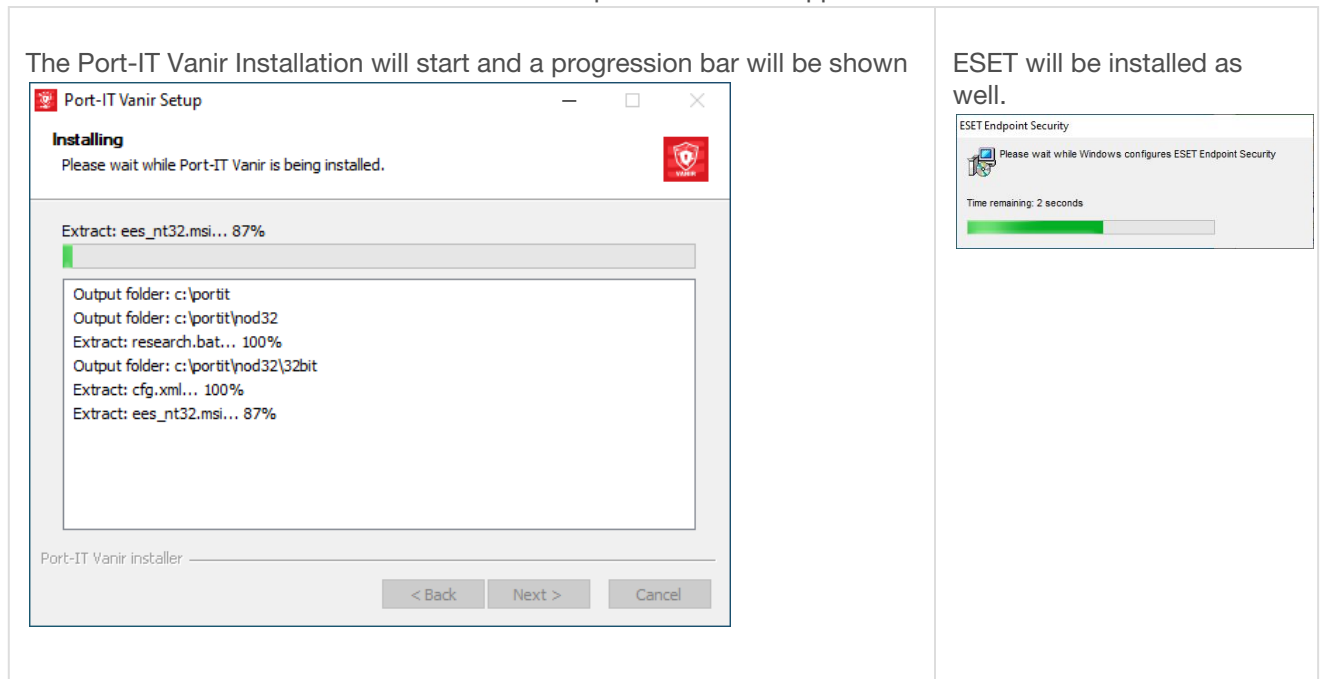 The Port-IT Vanir Installation will start and a progression bar will be shown
Port-IT Vanir Setup
Installing
Please wait while Port-IT Vanir is being installed.
VANIR
Extract: ees_nt32.msi... 87%
Output folder: c:\portit
Output folder: c:\portit\nod32
Extract: research.bat... 100%
Output folder: c:\portit\nod32\32bit
Extract: cfg.xml... 100%
Extract: ees_nt32.msi... 87%
Port-IT Vanir installer
< Back Next > Cancel
ESET will be installed as
well.
ESET Endpoint Security
Please wait while Windows configures ESET Endpoint Security
Time remaining: 2 seconds